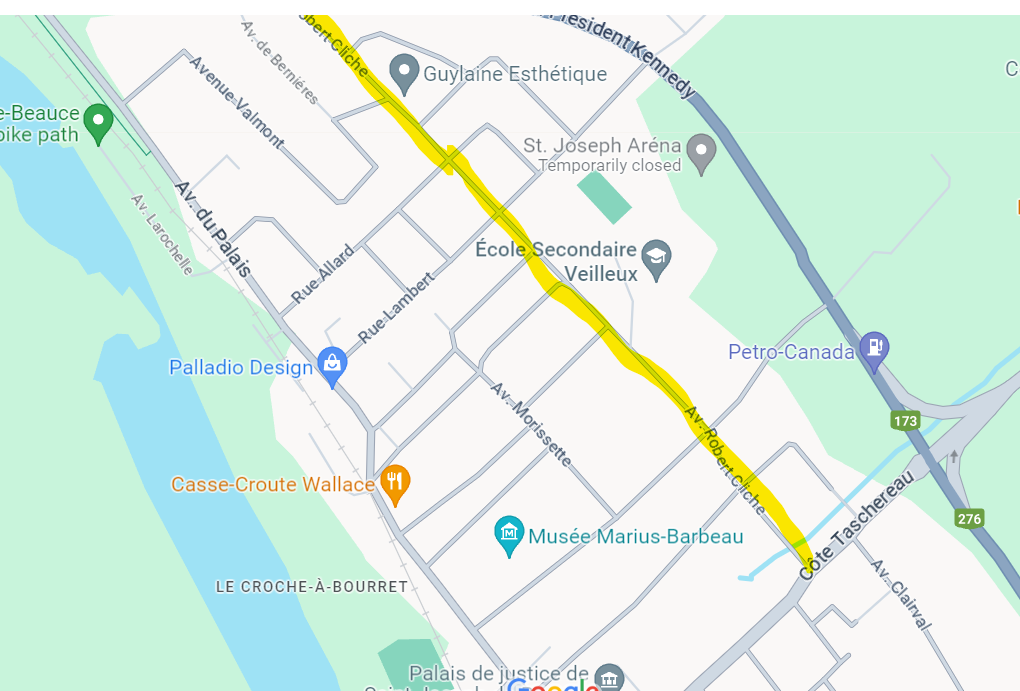 Président Kennedy
Robert-Cliche
Av. de Bernières
Guylaine Esthétique
C
Avenue-Valmont
e-Beauce
bike path
St. Joseph Aréna
Temporarily closed
Av. du Palais
Av. Larochelle
École Secondaire
Veilleux
Rue-Allard
Rue-Lambert
Palladio Design
Petro-Canada
Av. Morissette
Av. Robert-Cliche
173
Casse-Croute Wallace
Côte Taschereau
276
Musée Marius-Barbeau
LE CROCHE-À-BOURRET
Av. Clairval
Palais de justice de
Google